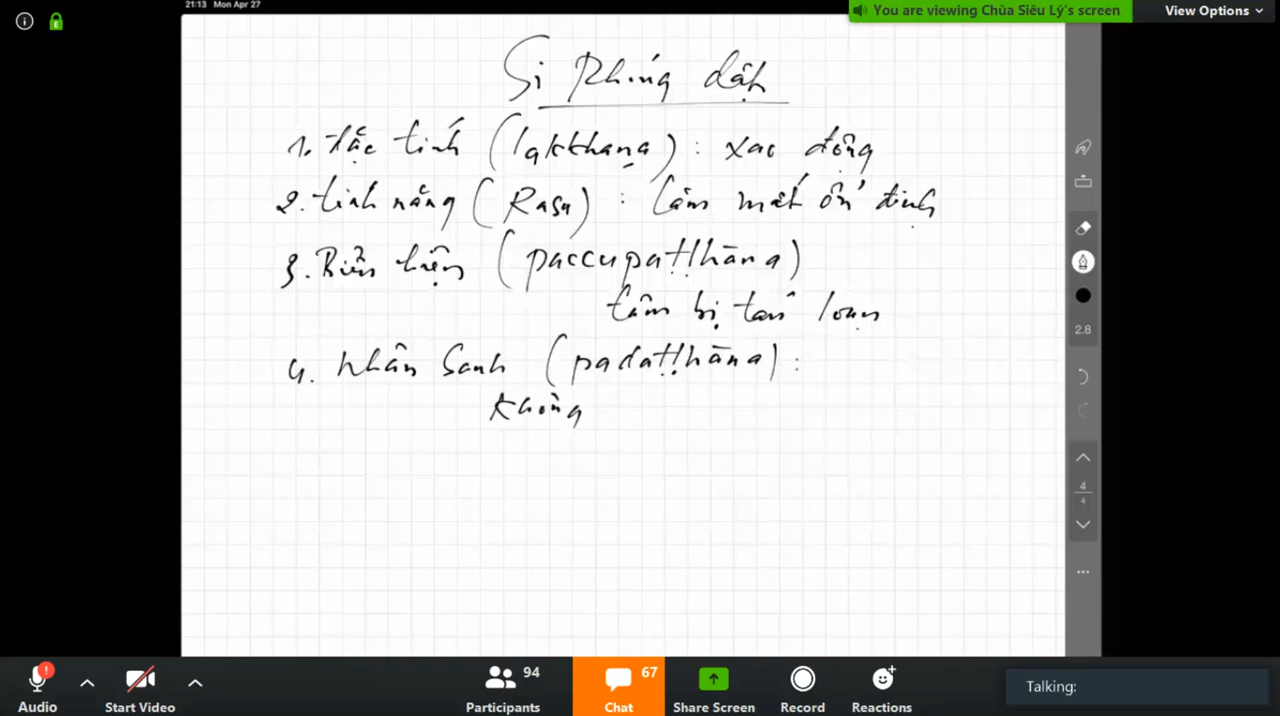 21:13 Mon Apr 27
You are viewing Chùa Siêu Lý's screen
View Options
Si Phóng dật
1. Đặc tính (lakkhaṇa) : xao động
2. tính năng (Rasa) : làm mất ổn định
3. Biểu hiện (paccupaṭṭhāna)
tâm bị tán loạn
4. Nhân Sanh (padaṭṭhāna) :
không
2.8
4
4
Audio
Start Video
Participants
94
Chat
67
Share Screen
Record
Reactions
Talking: